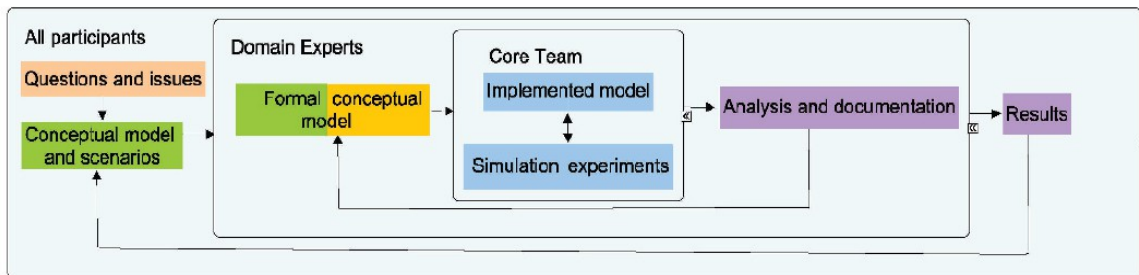 All participants
Questions and issues
Conceptual model
and scenarios
Domain Experts
Formal conceptual
model
Core Team
Implemented model
Simulation experiments
Analysis and documentation
Results